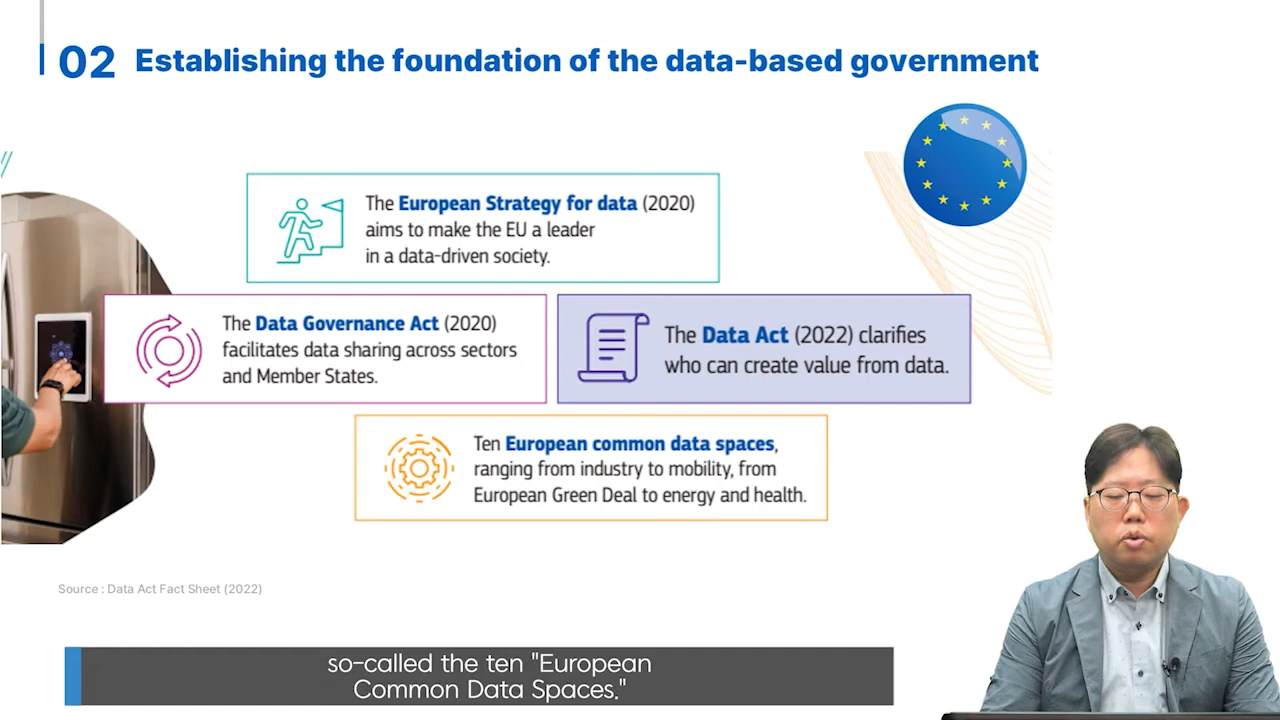 02 Establishing the foundation of the data-based government
The European Strategy for data (2020)
aims to make the EU a leader
in a data-driven society.
The Data Governance Act (2020)
facilitates data sharing across sectors
and Member States.
The Data Act (2022) clarifies
who can create value from data.
Ten European common data spaces,
ranging from industry to mobility, from
European Green Deal to energy and health.
Source : Data Act Fact Sheet (2022)
so-called the ten "European
Common Data Spaces."